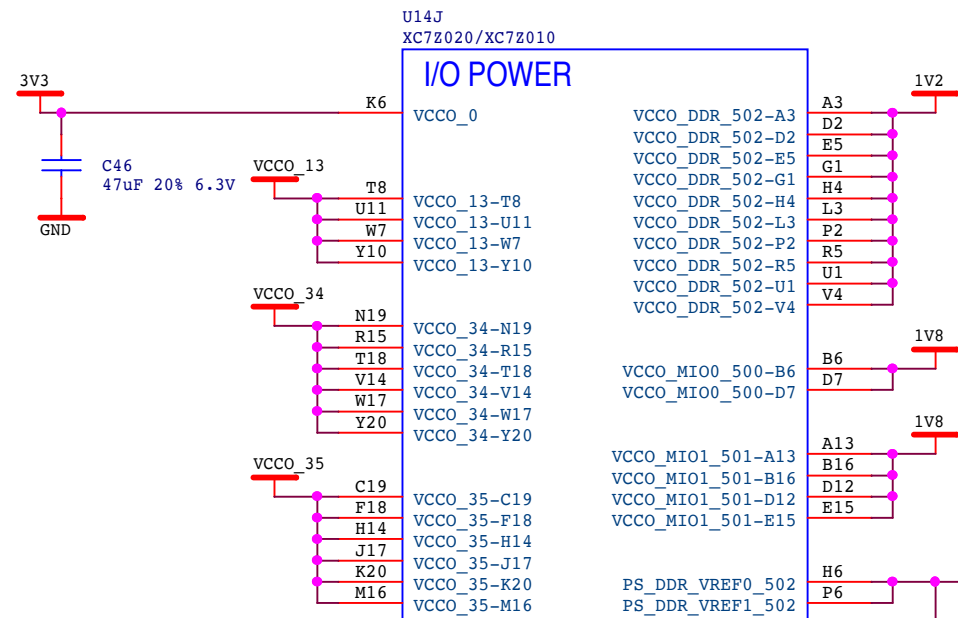 U14J
XC7Z020/XC7Z010
I/O POWER
3V3
K6
VCCO_0
C46
47uF 20% 6.3V
GND
VCCO_13
T8
VCCO_13-T8
U11
VCCO_13-U11
W7
VCCO_13-W7
Y10
VCCO_13-Y10
VCCO_34
N19
VCCO_34-N19
R15
VCCO_34-R15
T18
VCCO_34-T18
V14
VCCO_34-V14
W17
VCCO_34-W17
Y20
VCCO_34-Y20
VCCO_35
C19
VCCO_35-C19
F18
VCCO_35-F18
H14
VCCO_35-H14
J17
VCCO_35-J17
K20
VCCO_35-K20
M16
VCCO_35-M16
1V2
VCCO_DDR_502-A3
A3
VCCO_DDR_502-D2
D2
VCCO_DDR_502-E5
E5
VCCO_DDR_502-G1
G1
VCCO_DDR_502-H4
H4
VCCO_DDR_502-L3
L3
VCCO_DDR_502-P2
P2
VCCO_DDR_502-R5
R5
VCCO_DDR_502-U1
U1
VCCO_DDR_502-V4
V4
1V8
VCCO_MIO0_500-B6
B6
VCCO_MIO0_500-D7
D7
1V8
VCCO_MIO1_501-A13
A13
VCCO_MIO1_501-B16
B16
VCCO_MIO1_501-D12
D12
VCCO_MIO1_501-E15
E15
PS_DDR_VREF0_502
H6
PS_DDR_VREF1_502
P6